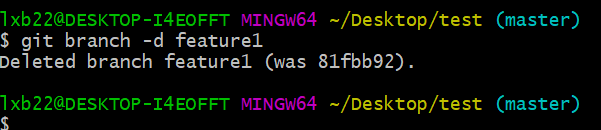 lxb22@DESKTOP-I4EOFFT MINGW64 ~/Desktop/test (master)
$ git branch -d feature1
Deleted branch feature1 (was 81fbb92).
lxb22@DESKTOP-I4EOFFT MINGW64 ~/Desktop/test (master)
$